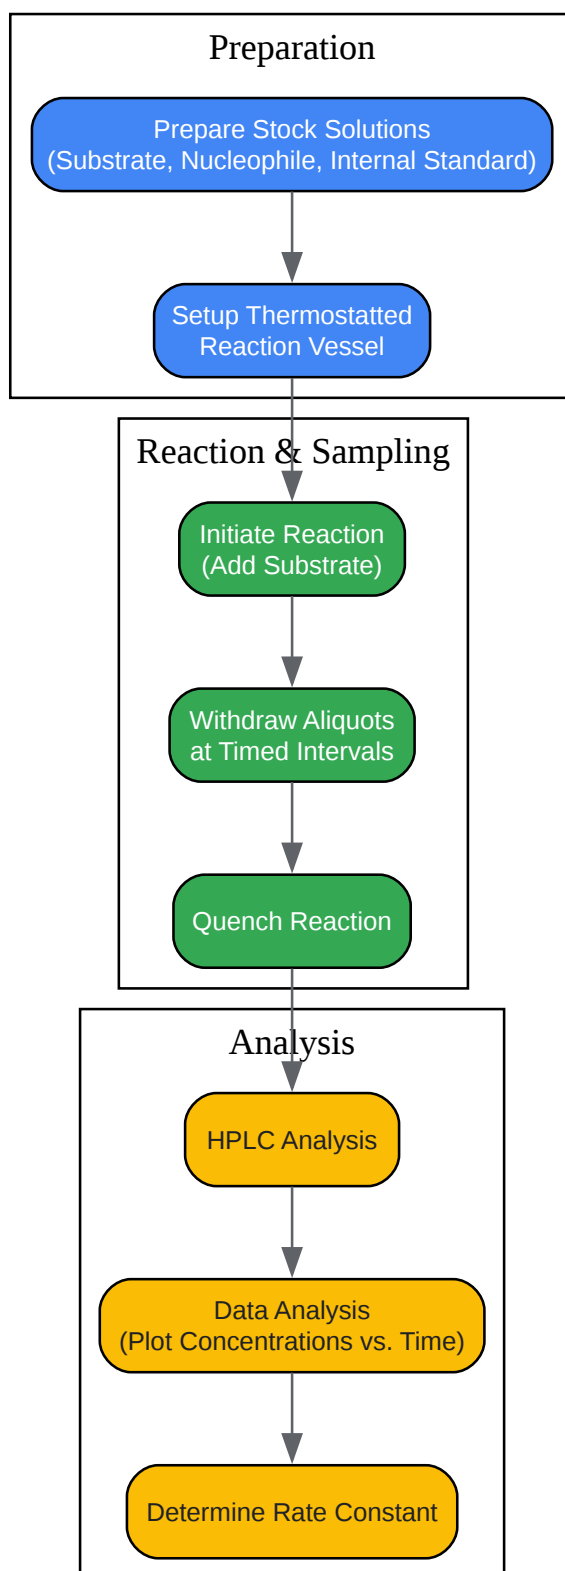 Preparation
Prepare Stock Solutions
(Substrate, Nucleophile, Internal Standard)
Setup Thermostatted
Reaction Vessel
Reaction & Sampling
Initiate Reaction
(Add Substrate)
Withdraw Aliquots
at Timed Intervals
Quench Reaction
Analysis
HPLC Analysis
Data Analysis
(Plot Concentrations vs. Time)
Determine Rate Constant